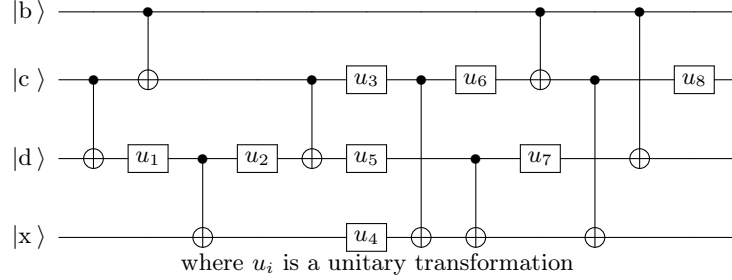 |b ⟩
|c ⟩ u₃ u₆ u₈
|d ⟩ u₁ u₂ u₅ u₇
|x ⟩ u₄
where uᵢ is a unitary transformation